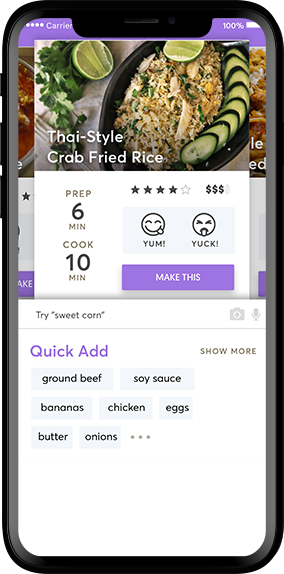 Carrier
100%
Thai-Style
Crab Fried Rice
PREP
6
MIN
COOK
10
MIN
$$$
YUM!
YUCK!
MAKE THIS
Try "sweet corn"
Quick Add
SHOW MORE
ground beef
soy sauce
bananas
chicken
eggs
butter
onions